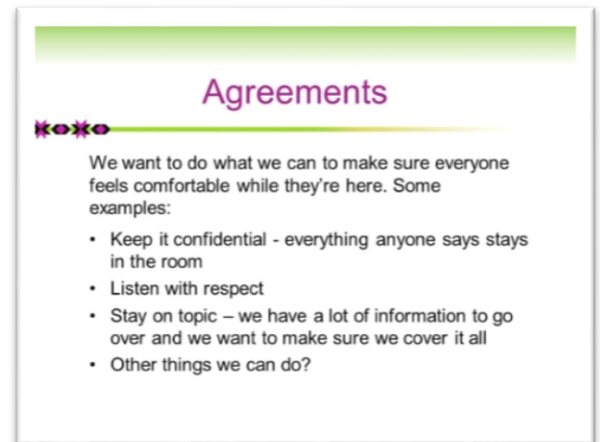 Agreements
We want to do what we can to make sure everyone
feels comfortable while they're here. Some
examples:
• Keep it confidential - everything anyone says stays
in the room
• Listen with respect
• Stay on topic – we have a lot of information to go
over and we want to make sure we cover it all
• Other things we can do?